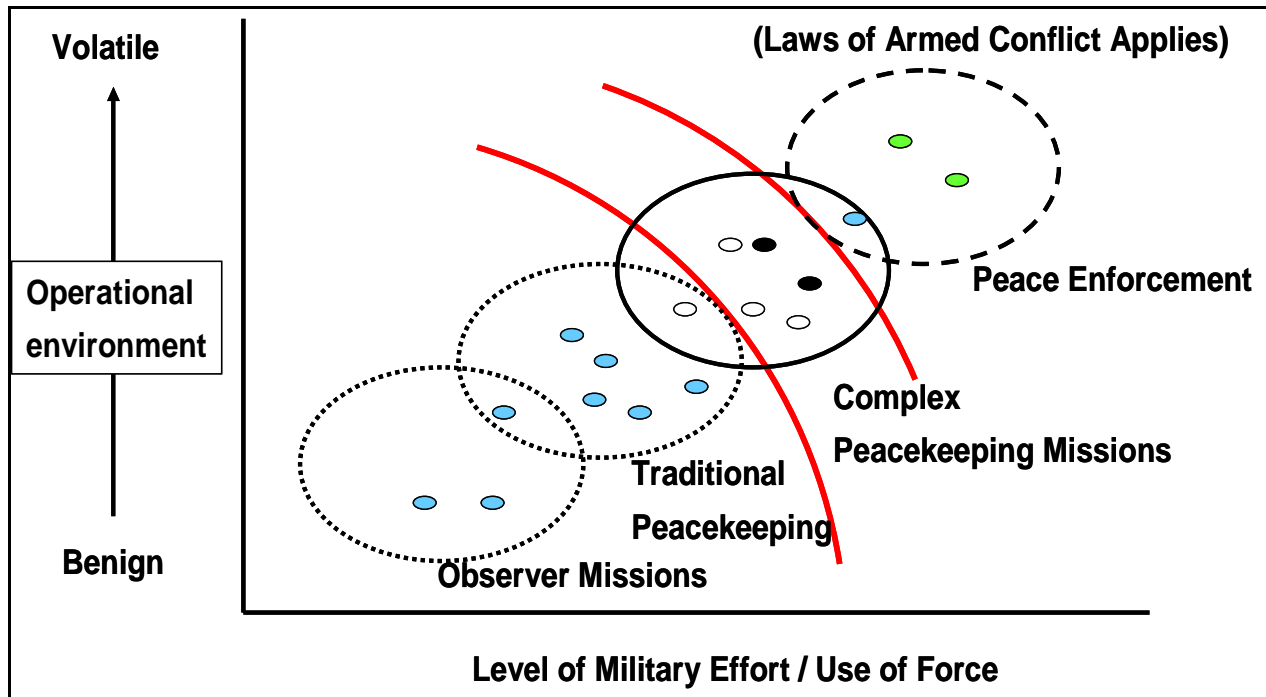 Volatile
(Laws of Armed Conflict Applies)
Operational
environment
Peace Enforcement
Complex
Peacekeeping Missions
Traditional
Peacekeeping
Benign
Observer Missions
Level of Military Effort / Use of Force